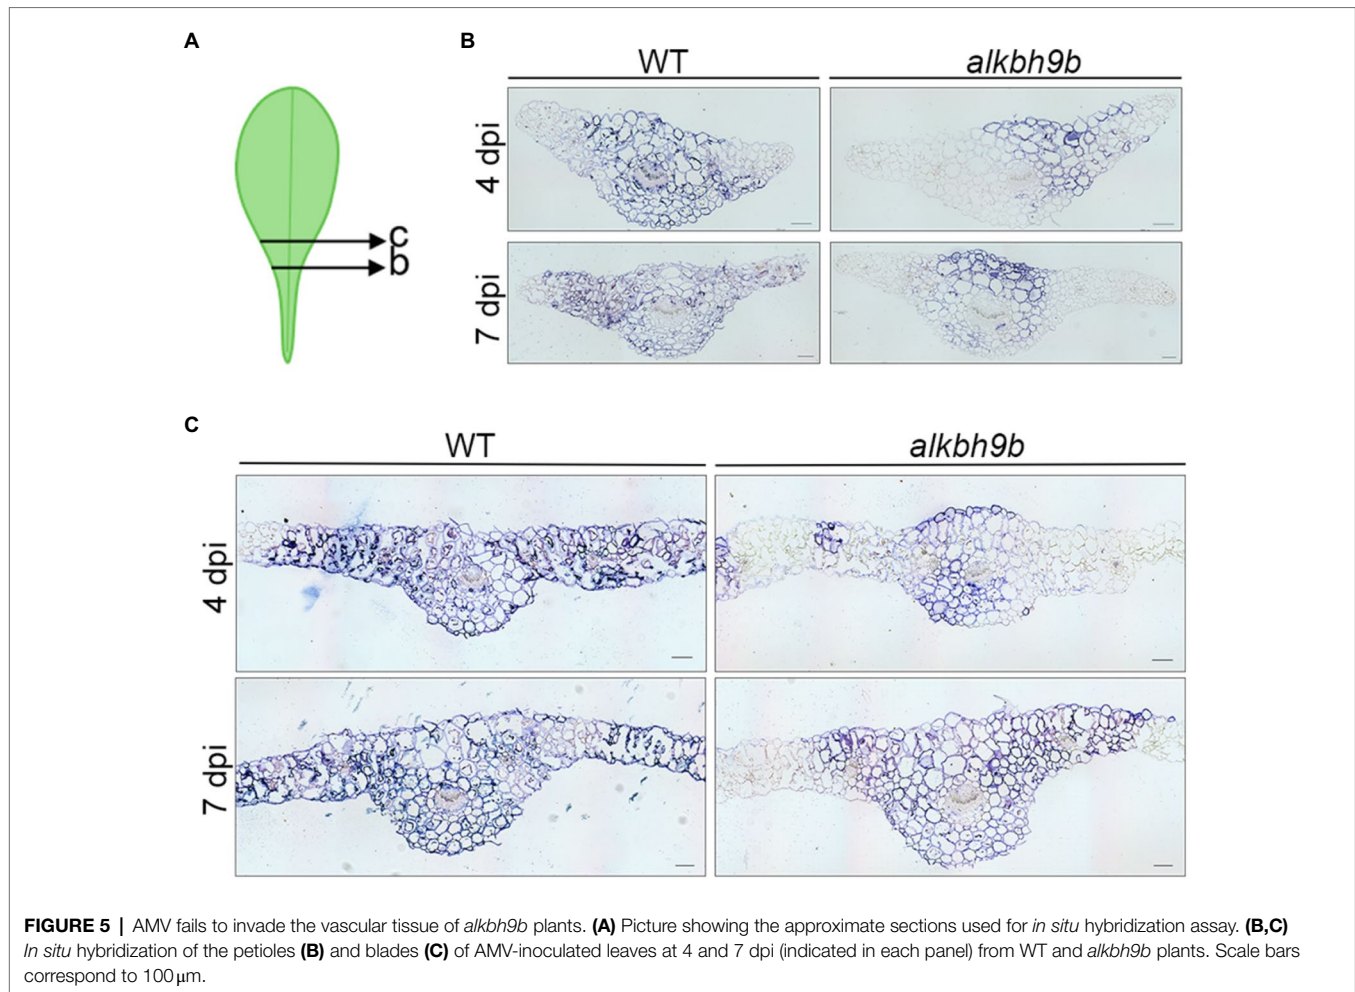 A
c
b
B
WT
alkbh9b
4 dpi
7 dpi
C
WT
alkbh9b
4 dpi
7 dpi
FIGURE 5 | AMV fails to invade the vascular tissue of alkbh9b plants. (A) Picture showing the approximate sections used for in situ hybridization assay. (B,C)
In situ hybridization of the petioles (B) and blades (C) of AMV-inoculated leaves at 4 and 7 dpi (indicated in each panel) from WT and alkbh9b plants. Scale bars
correspond to 100 μm.